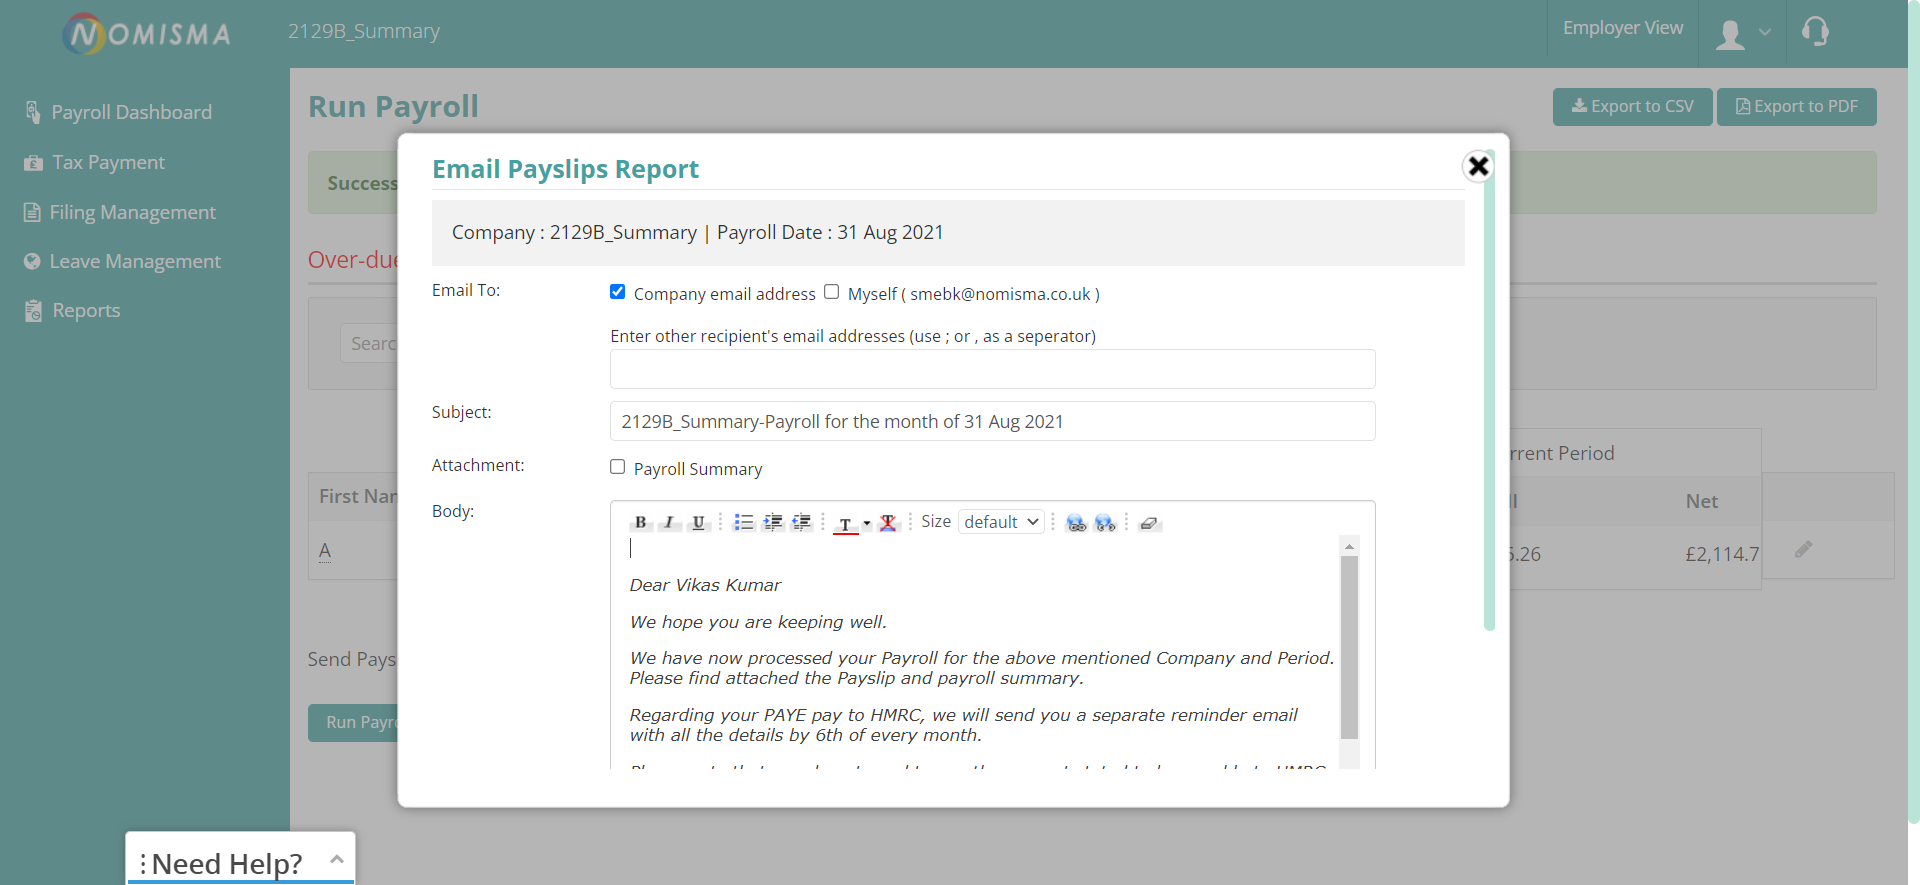 NOMISMA
2129B_Summary
Employer View
Payroll Dashboard
Tax Payment
Filing Management
Leave Management
Reports
Run Payroll
Export to CSV
Export to PDF
Success
Over-due
Searc
First Nan
A
Send Pays
Run Payro
rrent Period
Net
5.26
£2,114.7
Email Payslips Report
Company : 2129B_Summary | Payroll Date : 31 Aug 2021
Email To:
Company email address
Myself ( smebk@nomisma.co.uk )
Enter other recipient's email addresses (use ; or , as a seperator)
Subject:
2129B_Summary-Payroll for the month of 31 Aug 2021
Attachment:
Payroll Summary
Body:
B I U T Size default
Dear Vikas Kumar
We hope you are keeping well.
We have now processed your Payroll for the above mentioned Company and Period.
Please find attached the Payslip and payroll summary.
Regarding your PAYE pay to HMRC, we will send you a separate reminder email
with all the details by 6th of every month.
Need Help?